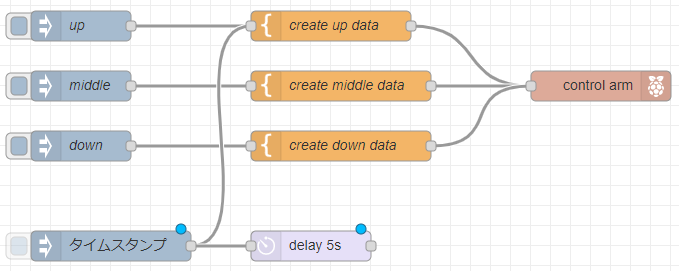 up
create up data
middle
create middle data
control arm
down
create down data
タイムスタンプ
delay 5s